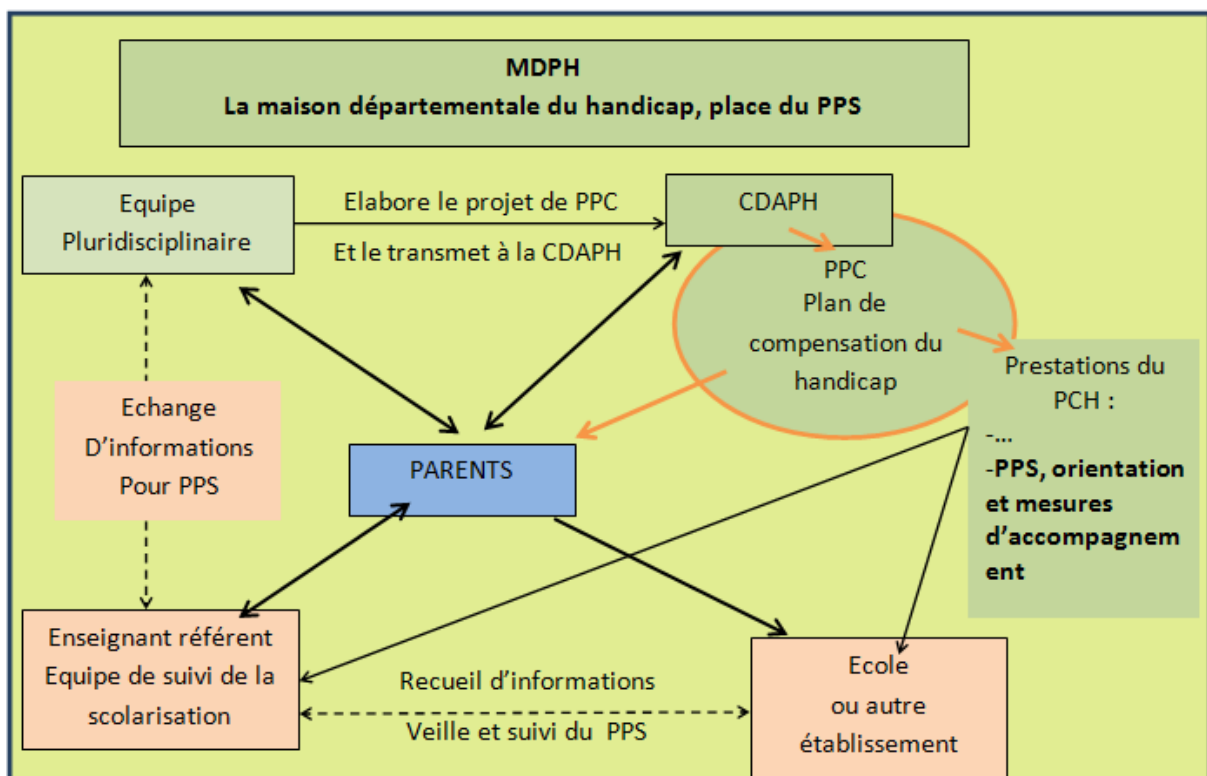 MDPH
La maison départementale du handicap, place du PPS
Equipe
Pluridisciplinaire
Elabore le projet de PPC
Et le transmet à la CDAPH
CDAPH
PPC
Plan de
compensation du
handicap
Prestations du
PCH :
-...
-PPS, orientation
et mesures
d'accompagnem
ent
Echange
D'informations
Pour PPS
PARENTS
Enseignant référent
Equipe de suivi de la
scolarisation
Recueil d'informations
Veille et suivi du PPS
Ecole
ou autre
établissement